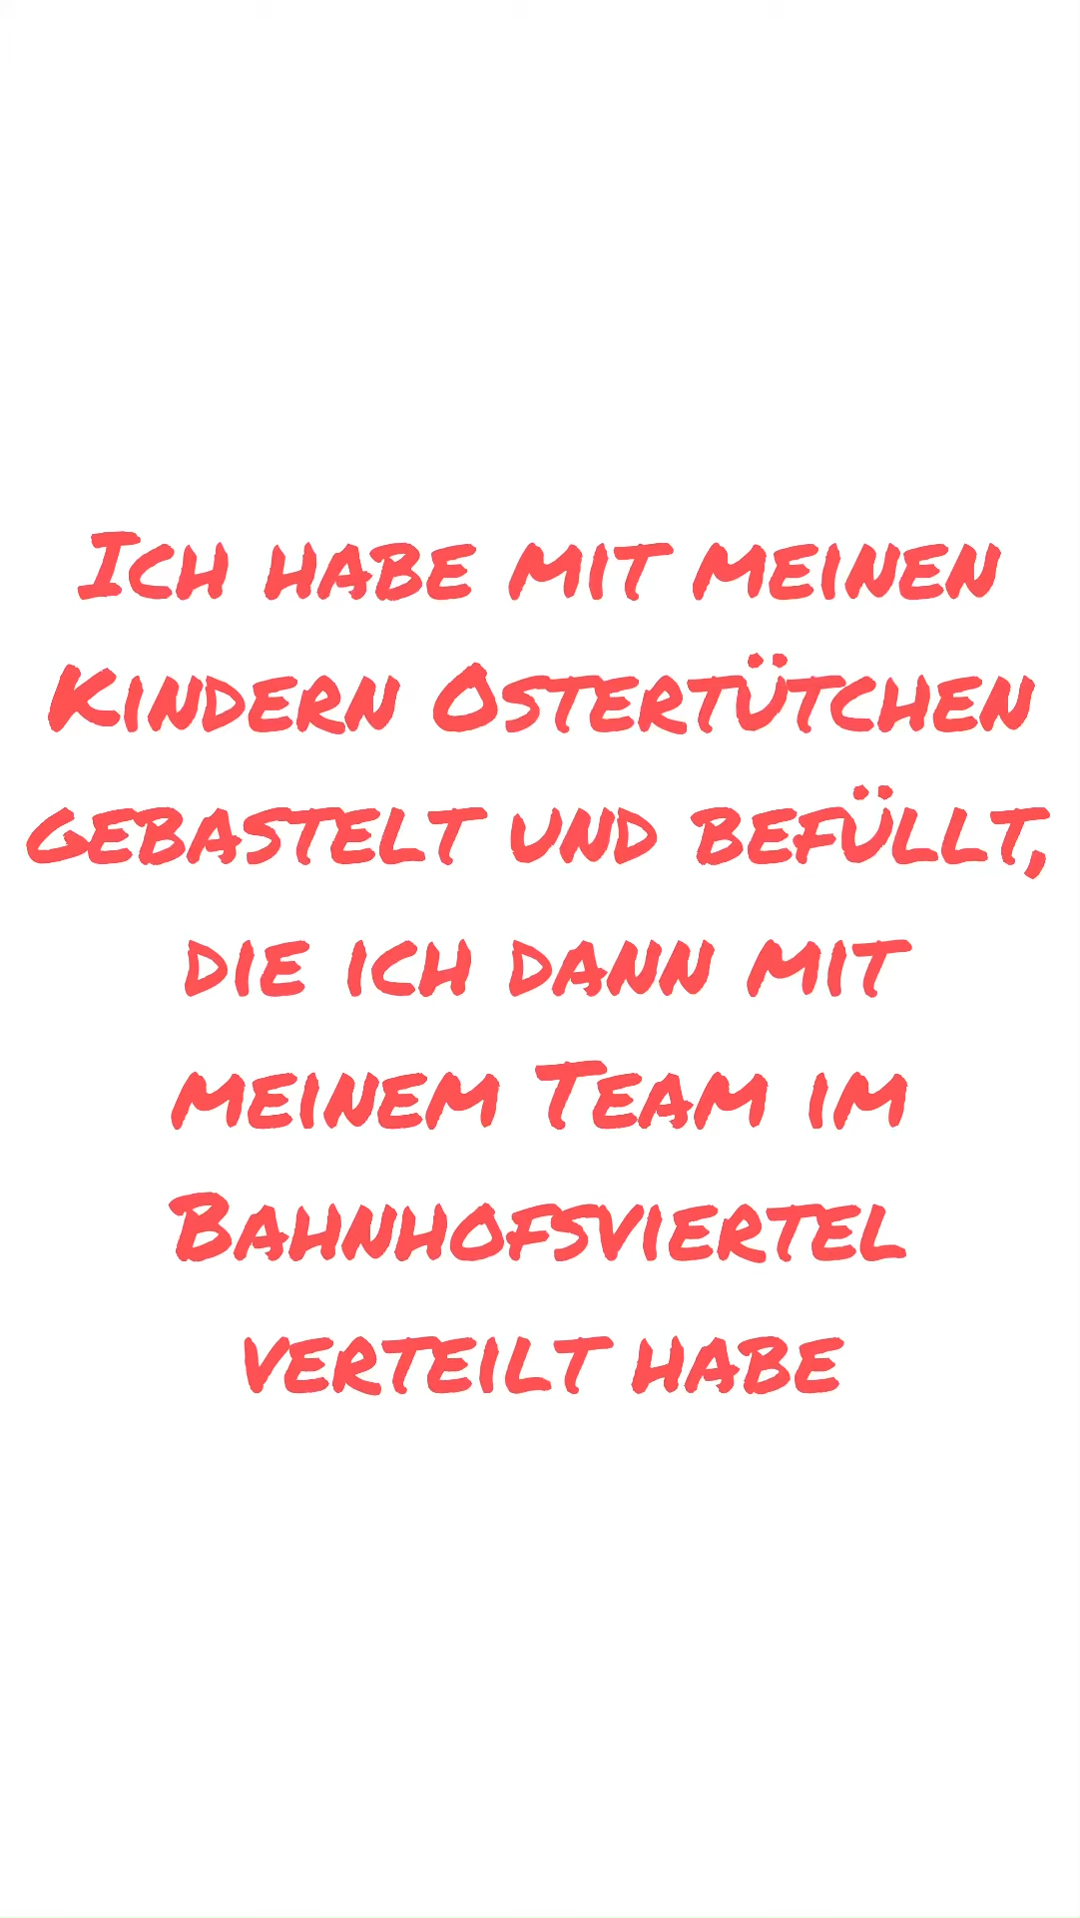 Ich habe mit meinen
Kindern Ostertütchen
gebastelt und befüllt,
die ich dann mit
meinem Team im
Bahnhofsviertel
verteilt habe